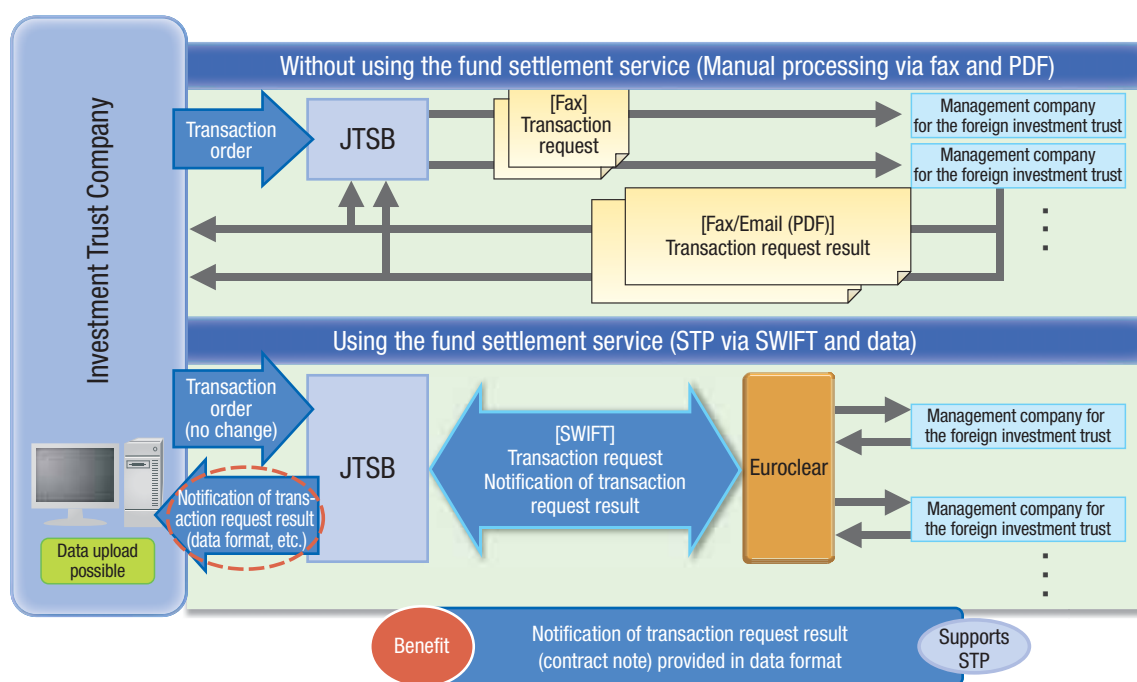 Investment Trust Company
Without using the fund settlement service (Manual processing via fax and PDF)
Transaction
order
JTSB
[Fax]
Transaction
request
Management company
for the foreign investment trust
Management company
for the foreign investment trust
[Fax/Email (PDF)]
Transaction request result
Using the fund settlement service (STP via SWIFT and data)
Transaction
order
(no change)
JTSB
[SWIFT]
Transaction request
Notification of transaction
request result
Euroclear
Management company for
the foreign investment trust
Management company for
the foreign investment trust
Notification of trans-
action request result
(data format, etc.)
Data upload
possible
Benefit
Notification of transaction request result
(contract note) provided in data format
Supports
STP